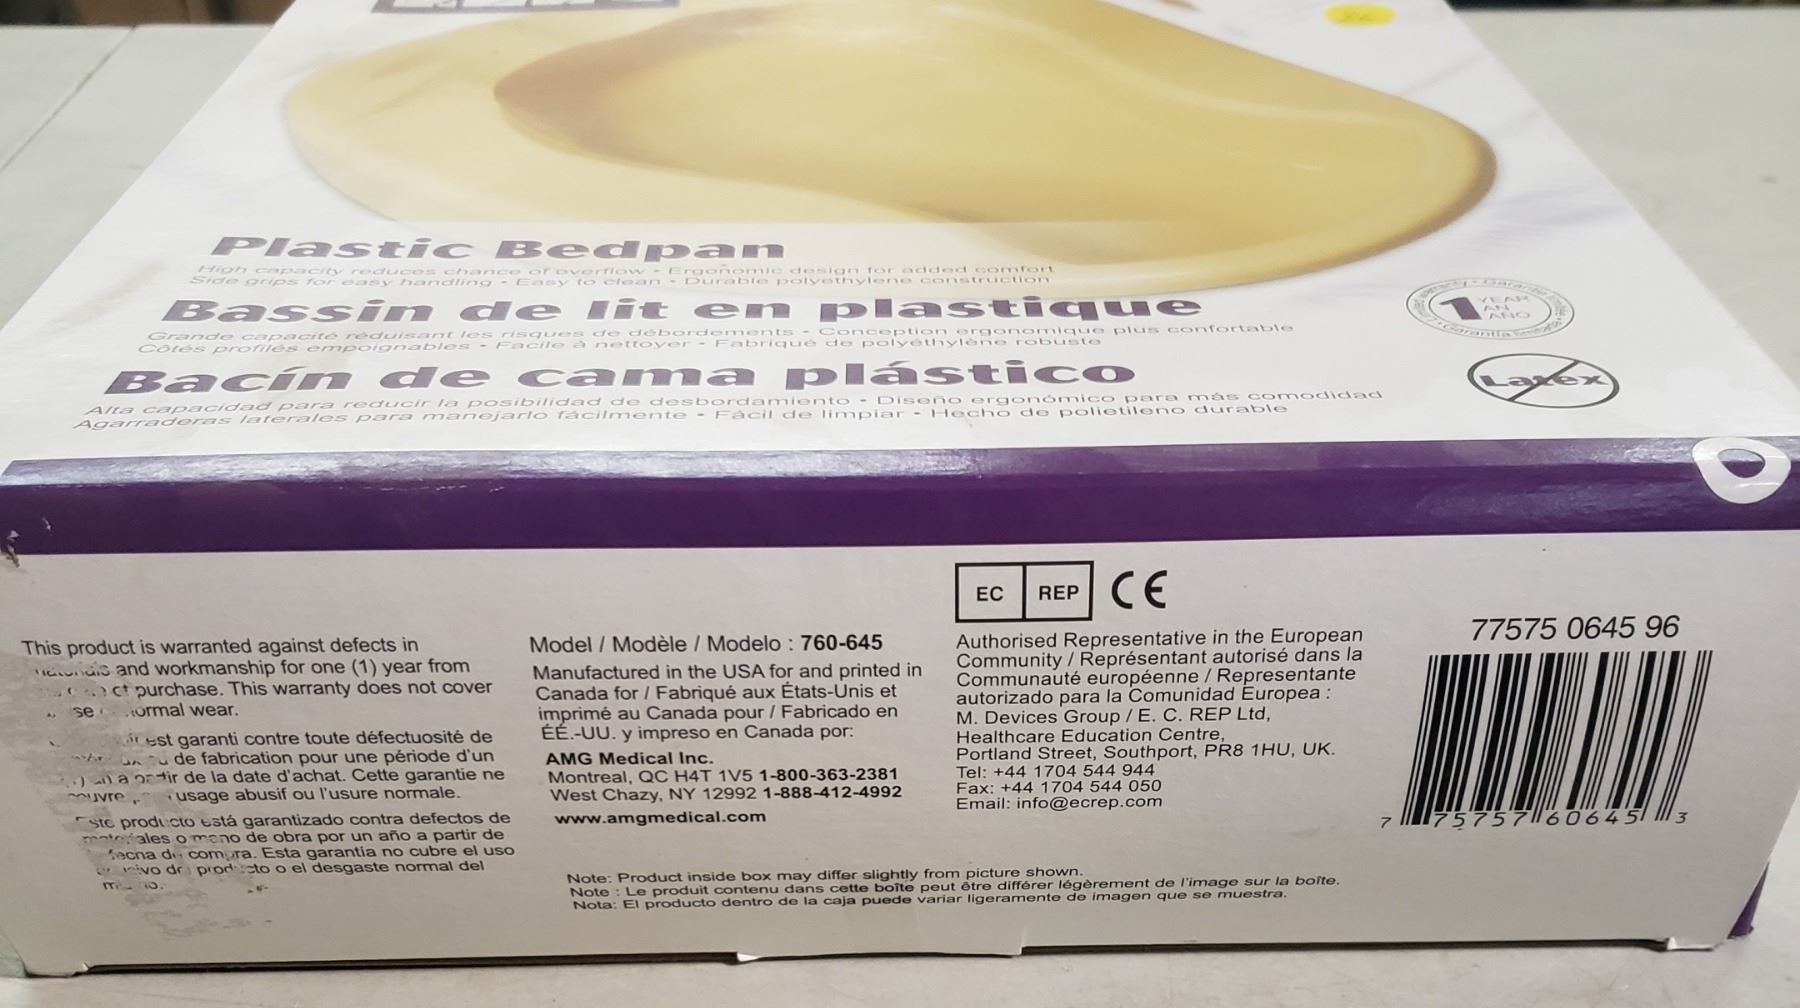 Plastic Bedpan
High capacity reduces chance of overflow • Ergonomic design for added comfort
Side grips for easy handling • Easy to clean • Durable polyethylene construction
Bassin de lit en plastique
Grande capacité réduisant les risques de débordements • Conception ergonomique plus confortable
Côtés profilés empoignables • Facile à nettoyer • Fabriqué de polyéthylène robuste
Bacín de cama plástico
Alta capacidad para reducir la posibilidad de desbordamiento • Diseño ergonómico para más comodidad
Agarraderas laterales para manejarlo fácilmente • Fácil de limpiar • Hecho de polietileno durable
1 YEAR
AN
AÑO
Latex
This product is warranted against defects in
and workmanship for one (1) year from
purchase. This warranty does not cover
normal wear.
est garanti contre toute défectuosité de
de fabrication pour une période d'un
de la date d'achat. Cette garantie ne
usage abusif ou l'usure normale.
producto está garantizado contra defectos de
o mano de obra por un año a partir de
compra. Esta garantía no cubre el uso
producto o el desgaste normal del
Model / Modèle / Modelo : 760-645
Manufactured in the USA for and printed in
Canada for / Fabriqué aux États-Unis et
imprimé au Canada pour / Fabricado en
ÉÉ.-UU. y impreso en Canada por:
AMG Medical Inc.
Montreal, QC H4T 1V5 1-800-363-2381
West Chazy, NY 12992 1-888-412-4992
www.amgmedical.com
EC REP CE
Authorised Representative in the European
Community / Représentant autorisé dans la
Communauté européenne / Representante
autorizado para la Comunidad Europea :
M. Devices Group / E. C. REP Ltd,
Healthcare Education Centre,
Portland Street, Southport, PR8 1HU, UK.
Tel: +44 1704 544 944
Fax: +44 1704 544 050
Email: info@ecrep.com
77575 0645 96
7 75757 60645 3
Note: Product inside box may differ slightly from picture shown.
Note : Le produit contenu dans cette boîte peut être différer légèrement de l'image sur la boîte.
Nota: El producto dentro de la caja puede variar ligeramente de imagen que se muestra.